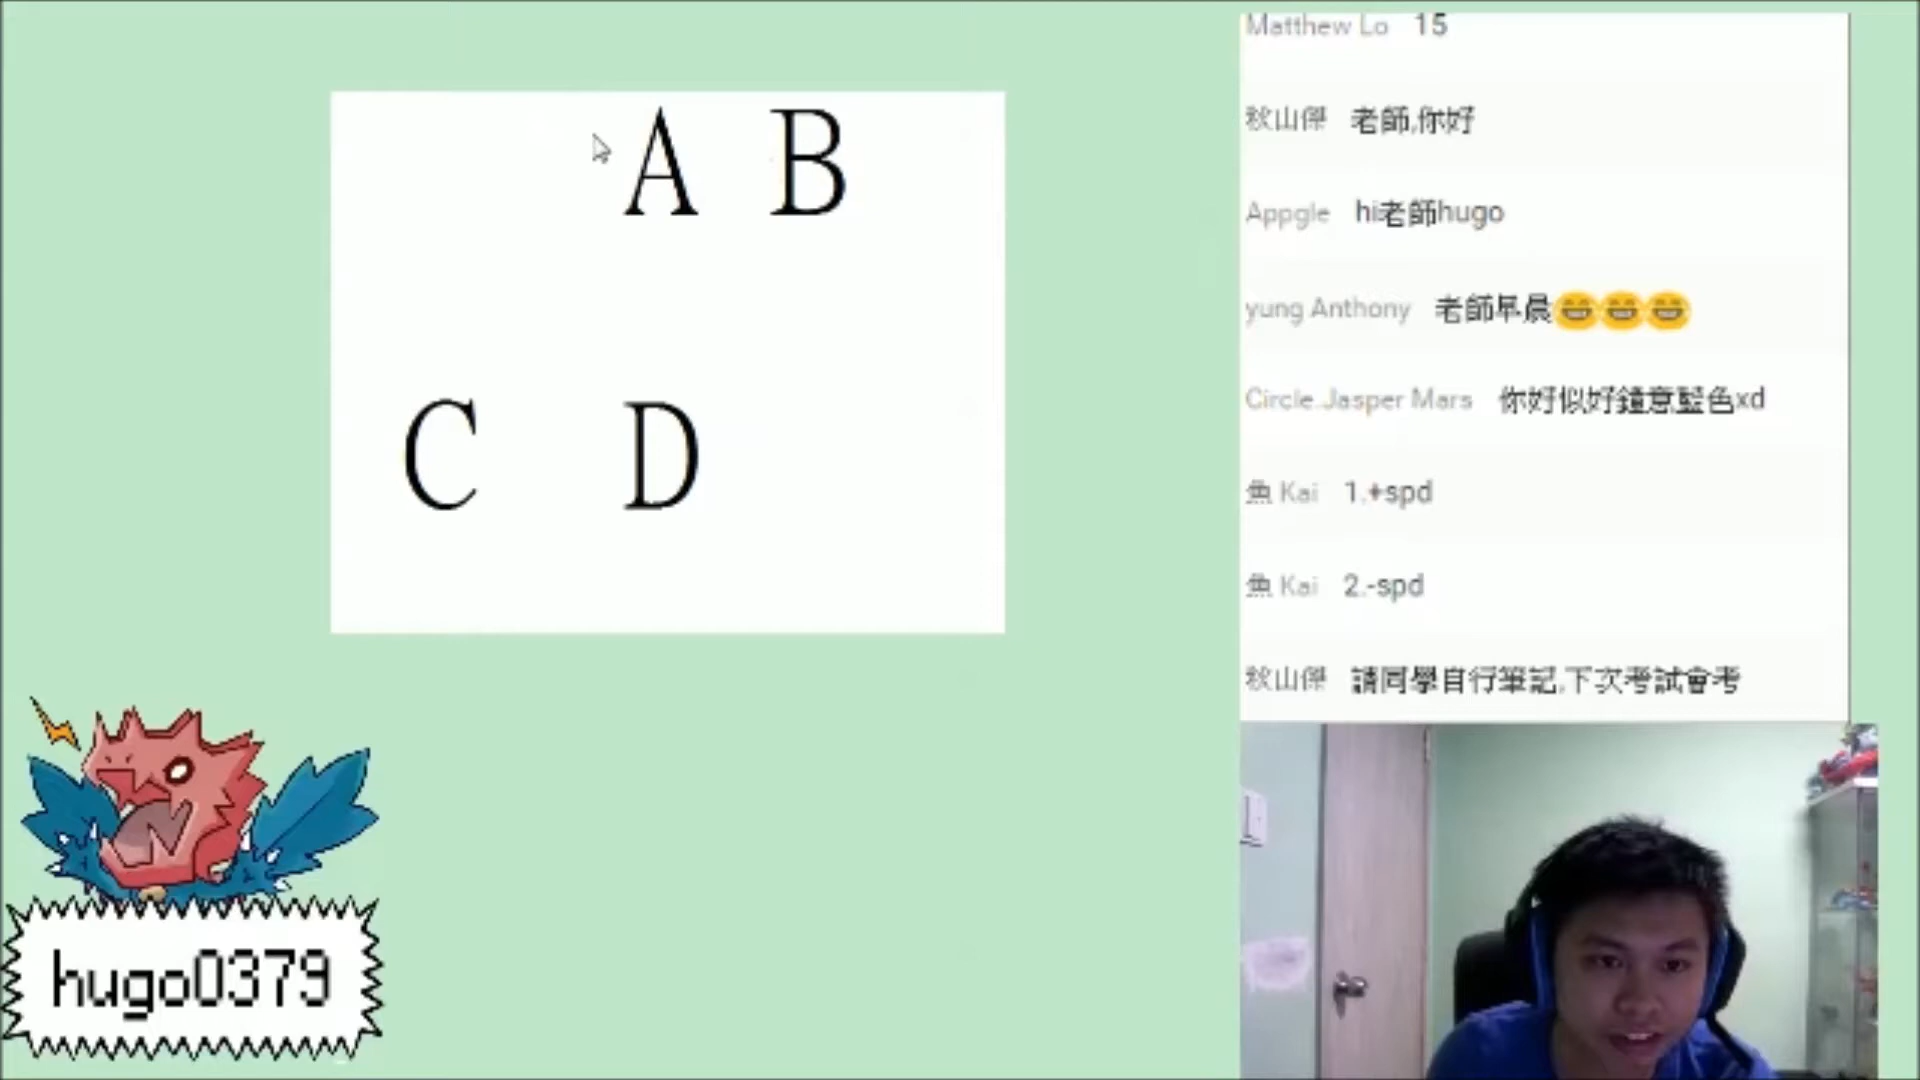 A B
C D
Matthew Lo 15
秋山傑 老師,你好
Appgle hi老師hugo
yung Anthony 老師早晨😄😄😄
Circle Jasper Mars 你好似好鐘意藍色xd
魚 Kai 1.+spd
魚 Kai 2.-spd
秋山傑 請同學自行筆記,下次考試會考
hugo0379